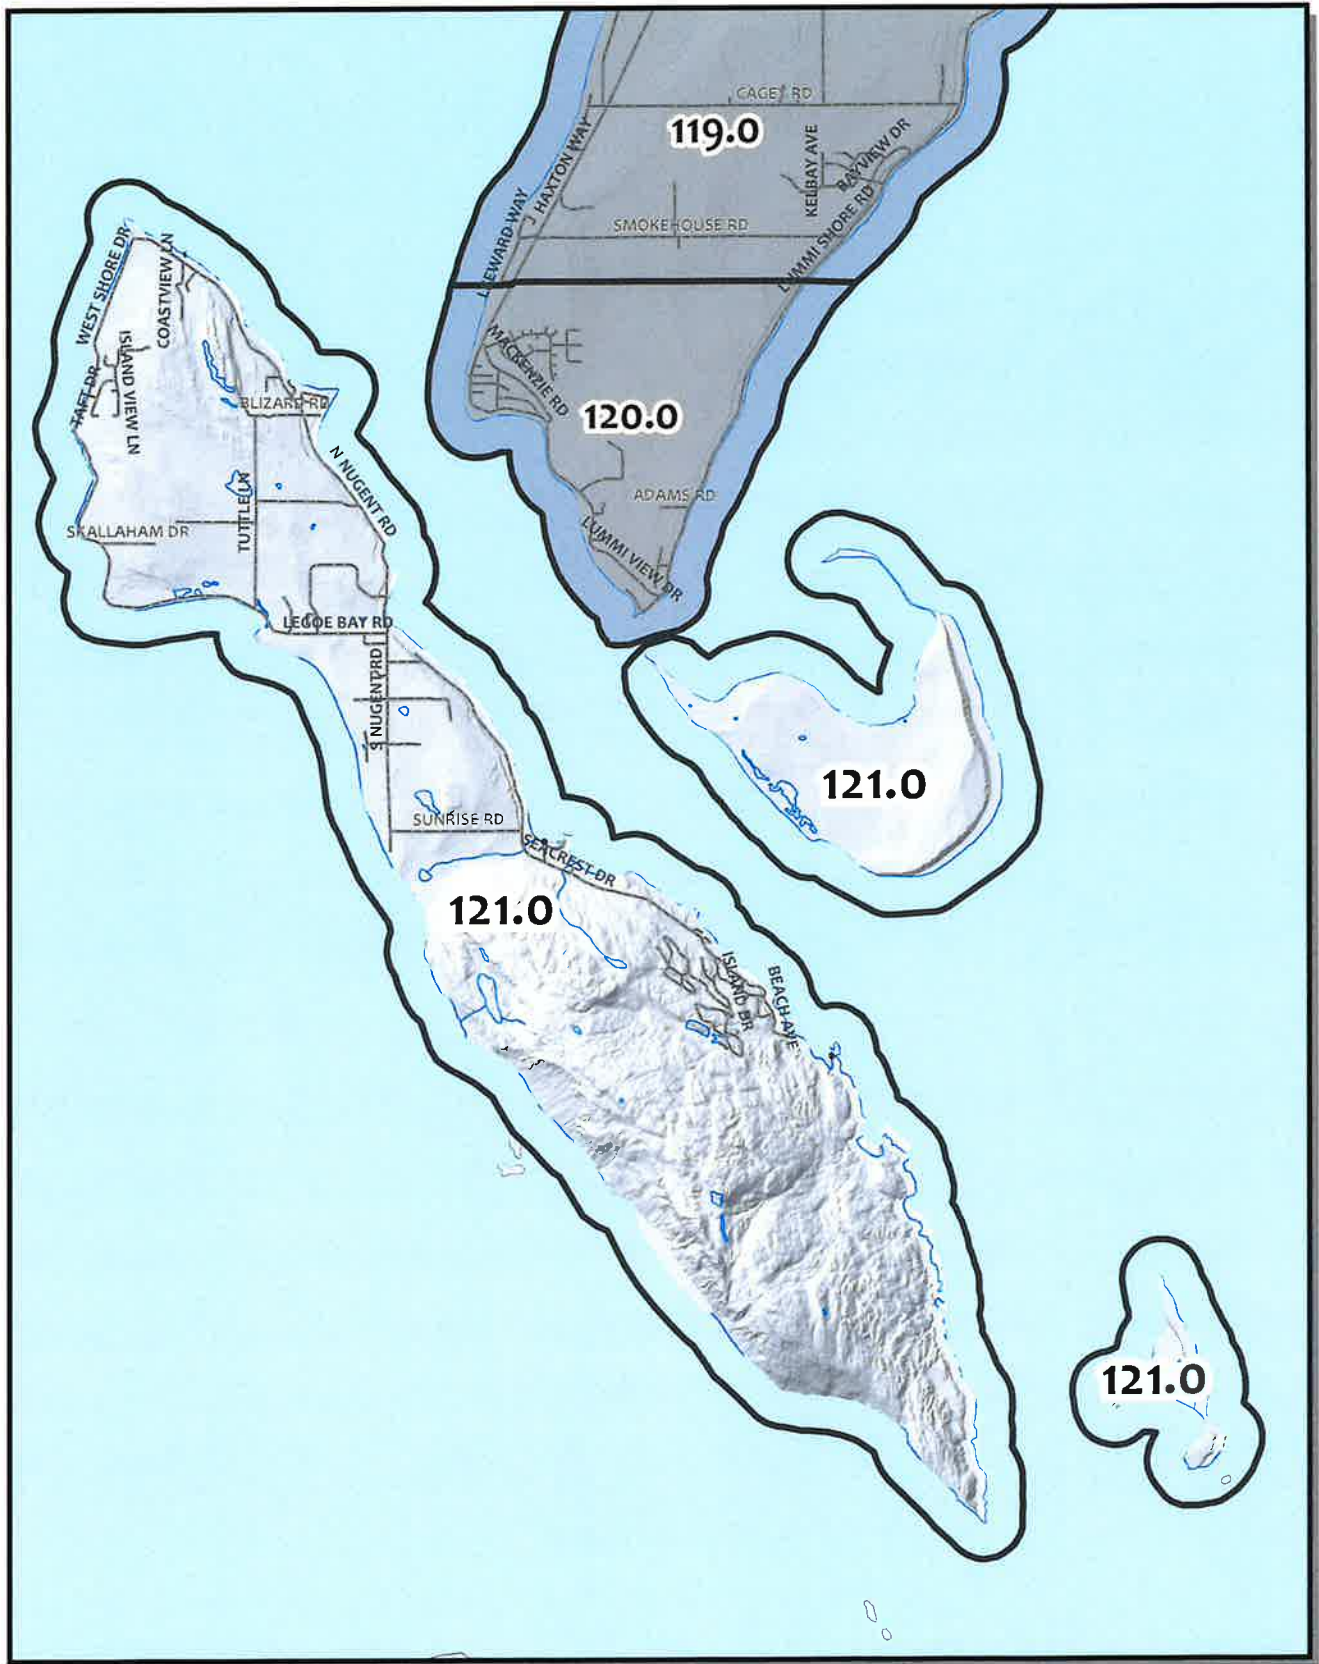 CAGEY RD
119.0
HAXTON WAY
KELBAY AVE
BAYVIEW DR
LEEWARD WAY
SMOKEHOUSE RD
LUMMI SHORE RD
WEST SHORE DR
COASTVIEW LN
ISLAND VIEW LN
TAFT DR
MACKENZIE RD
BLIZARD RD
120.0
N NUGENT RD
TUTTLE LN
ADAMS RD
SKALLAHAM DR
LUMMI VIEW DR
LEGOE BAY RD
S NUGENT RD
121.0
SUNRISE RD
SEACREST DR
121.0
ISLAND DR
BEACH AVE
121.0